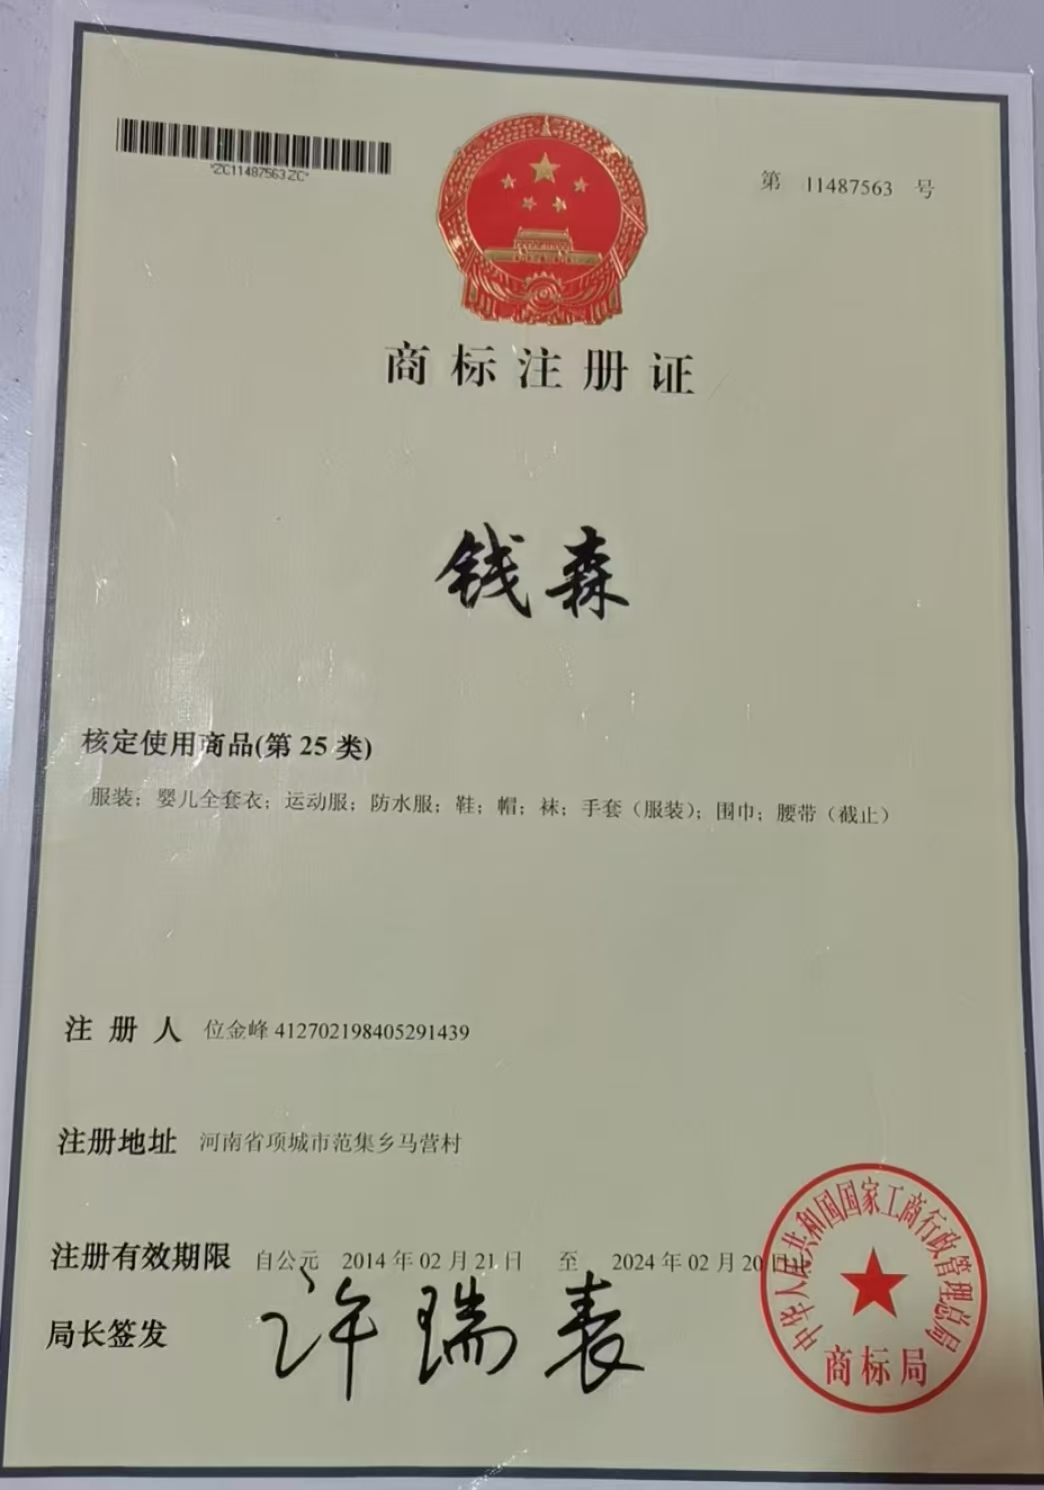 *ZC11487563ZC*
第 11487563 号
商标注册证
钱森
核定使用商品(第 25 类)
服装；婴儿全套衣；运动服；防水服；鞋；帽；袜；手套（服装）；围巾；腰带（截止）
注册人 位金峰 412702198405291439
注册地址 河南省项城市范集乡马营村
注册有效期限 自公元 2014 年 02 月 21 日 至 2024 年 02 月 20 日止
局长签发 许瑞表
中华人民共和国国家工商行政管理总局
商标局